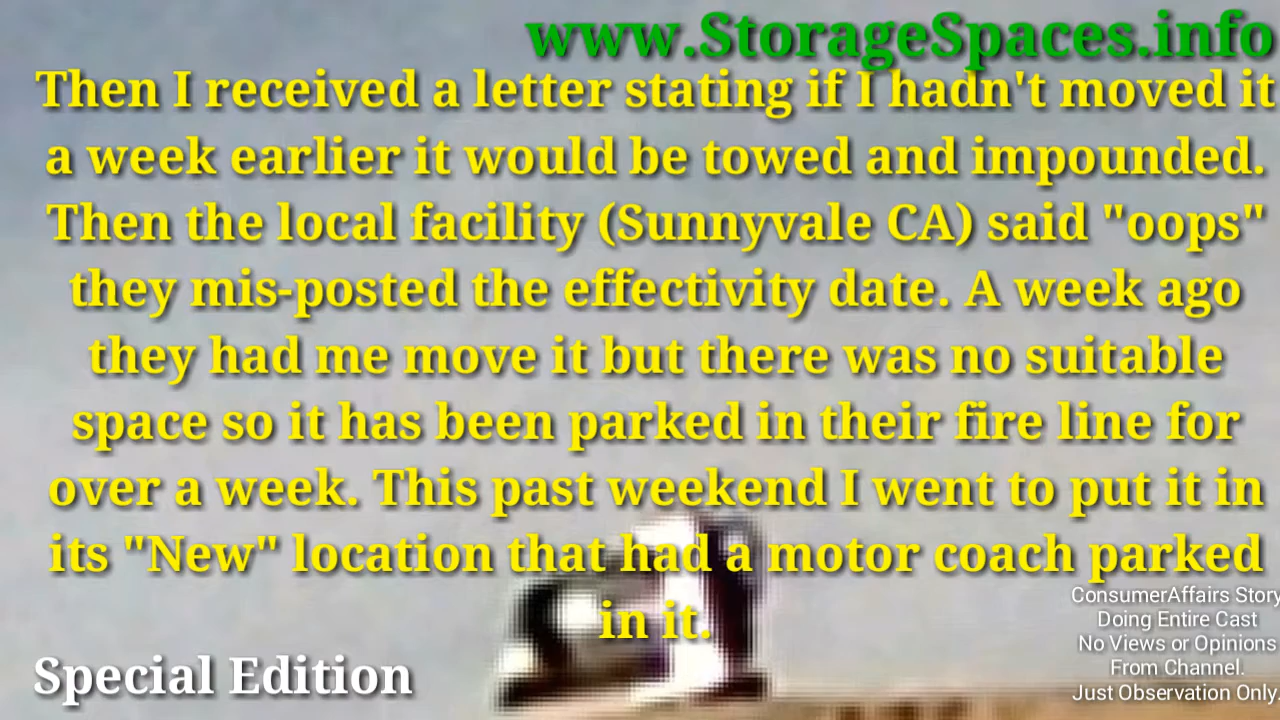 www.StorageSpaces.info
Then I received a letter stating if I hadn't moved it
a week earlier it would be towed and impounded.
Then the local facility (Sunnyvale CA) said "oops"
they mis-posted the effectivity date. A week ago
they had me move it but there was no suitable
space so it has been parked in their fire line for
over a week. This past weekend I went to put it in
its "New" location that had a motor coach parked
in it.
ConsumerAffairs Story
Doing Entire Cast
No Views or Opinions
From Channel.
Just Observation Only.
Special Edition